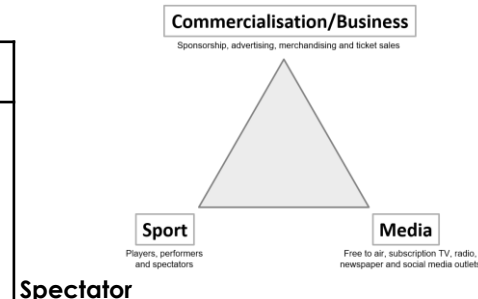 Commercialisation/Business
Sponsorship, advertising, merchandising and ticket sales
Sport
Players, performers
and spectators
Media
Free to air, subscription TV, radio,
newspaper and social media outlets
Spectator